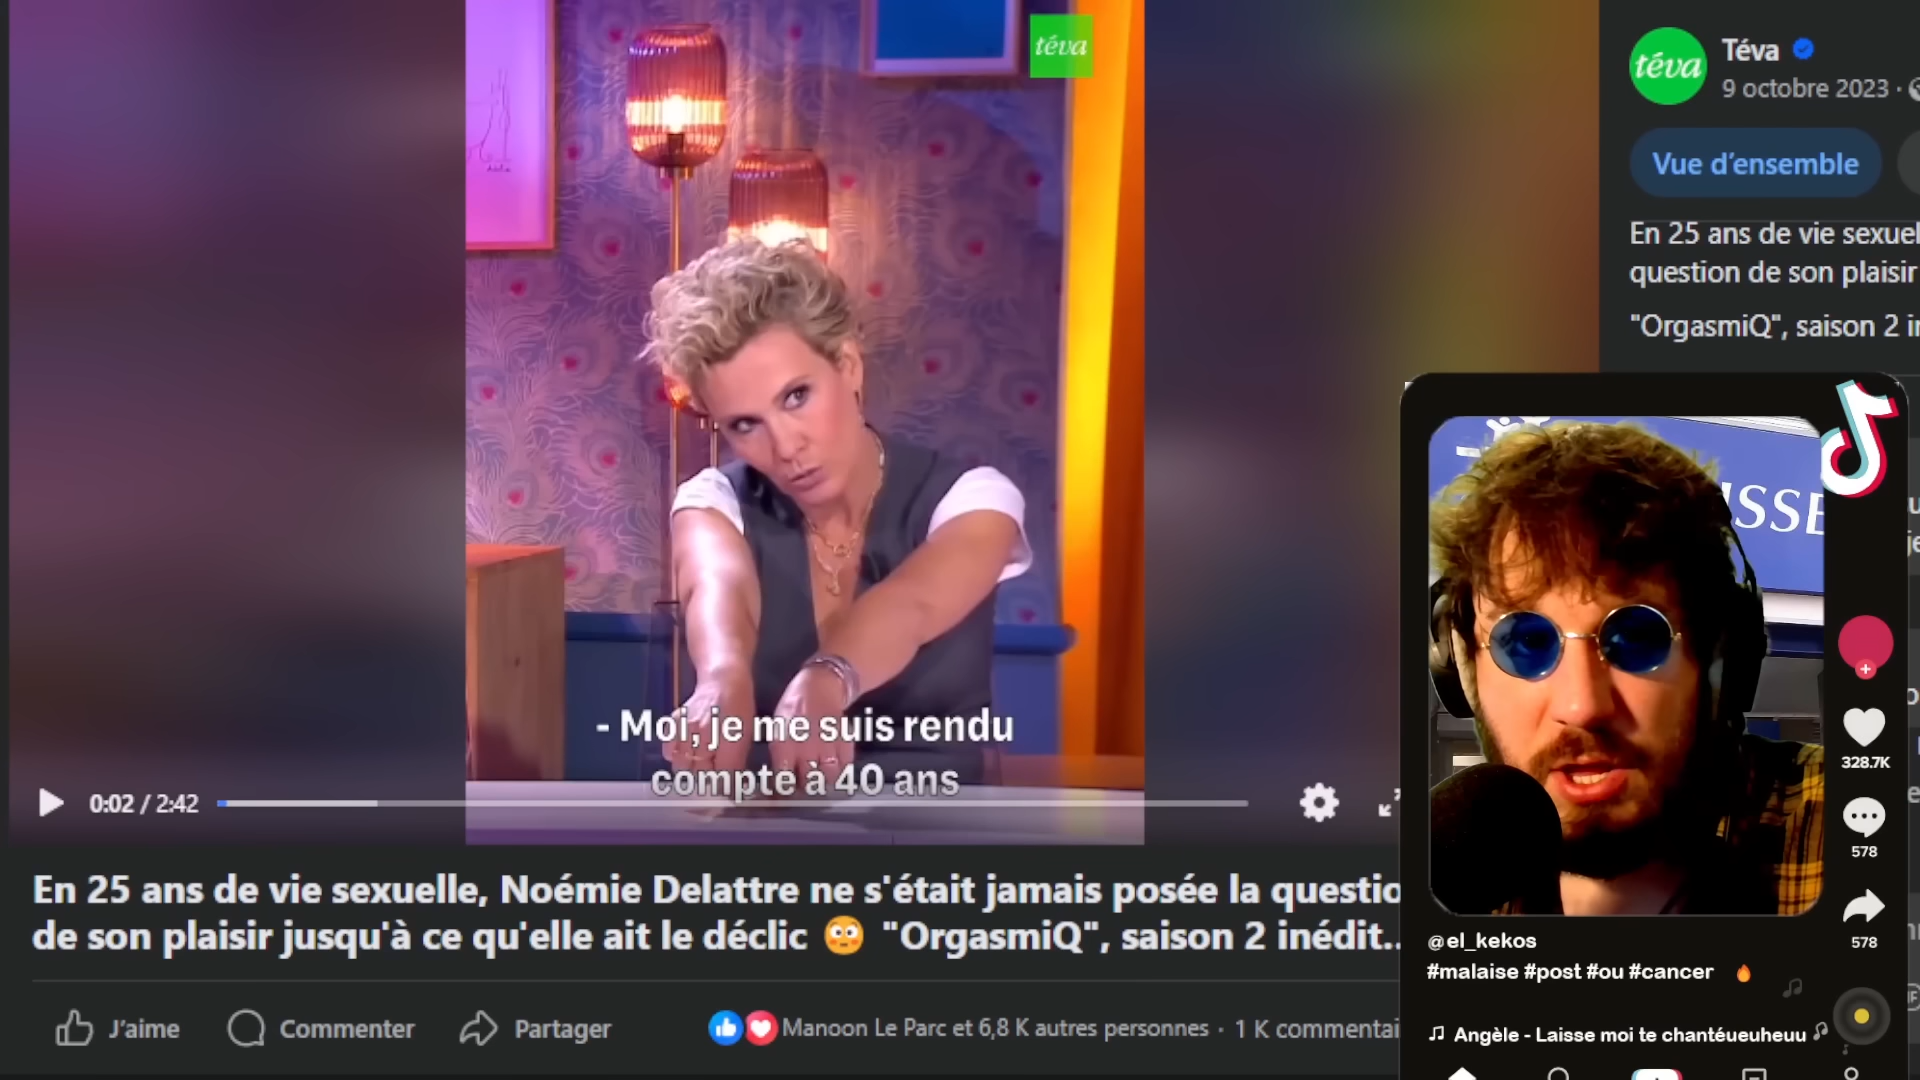 téva
- Moi, je me suis rendu
compte à 40 ans
0:02 / 2:42
En 25 ans de vie sexuelle, Noémie Delattre ne s'était jamais posée la questio
de son plaisir jusqu'à ce qu'elle ait le déclic 😳 "OrgasmiQ", saison 2 inédit..
J'aime
Commenter
Partager
Manoon Le Parc et 6,8 K autres personnes · 1 K commentai
téva
Téva
9 octobre 2023 ·
Vue d'ensemble
En 25 ans de vie sexuel
question de son plaisir
"OrgasmiQ", saison 2 i
ISSE
328.7K
578
578
@el_kekos
#malaise #post #ou #cancer 🔥
♫ Angèle - Laisse moi te chantéueuheuu